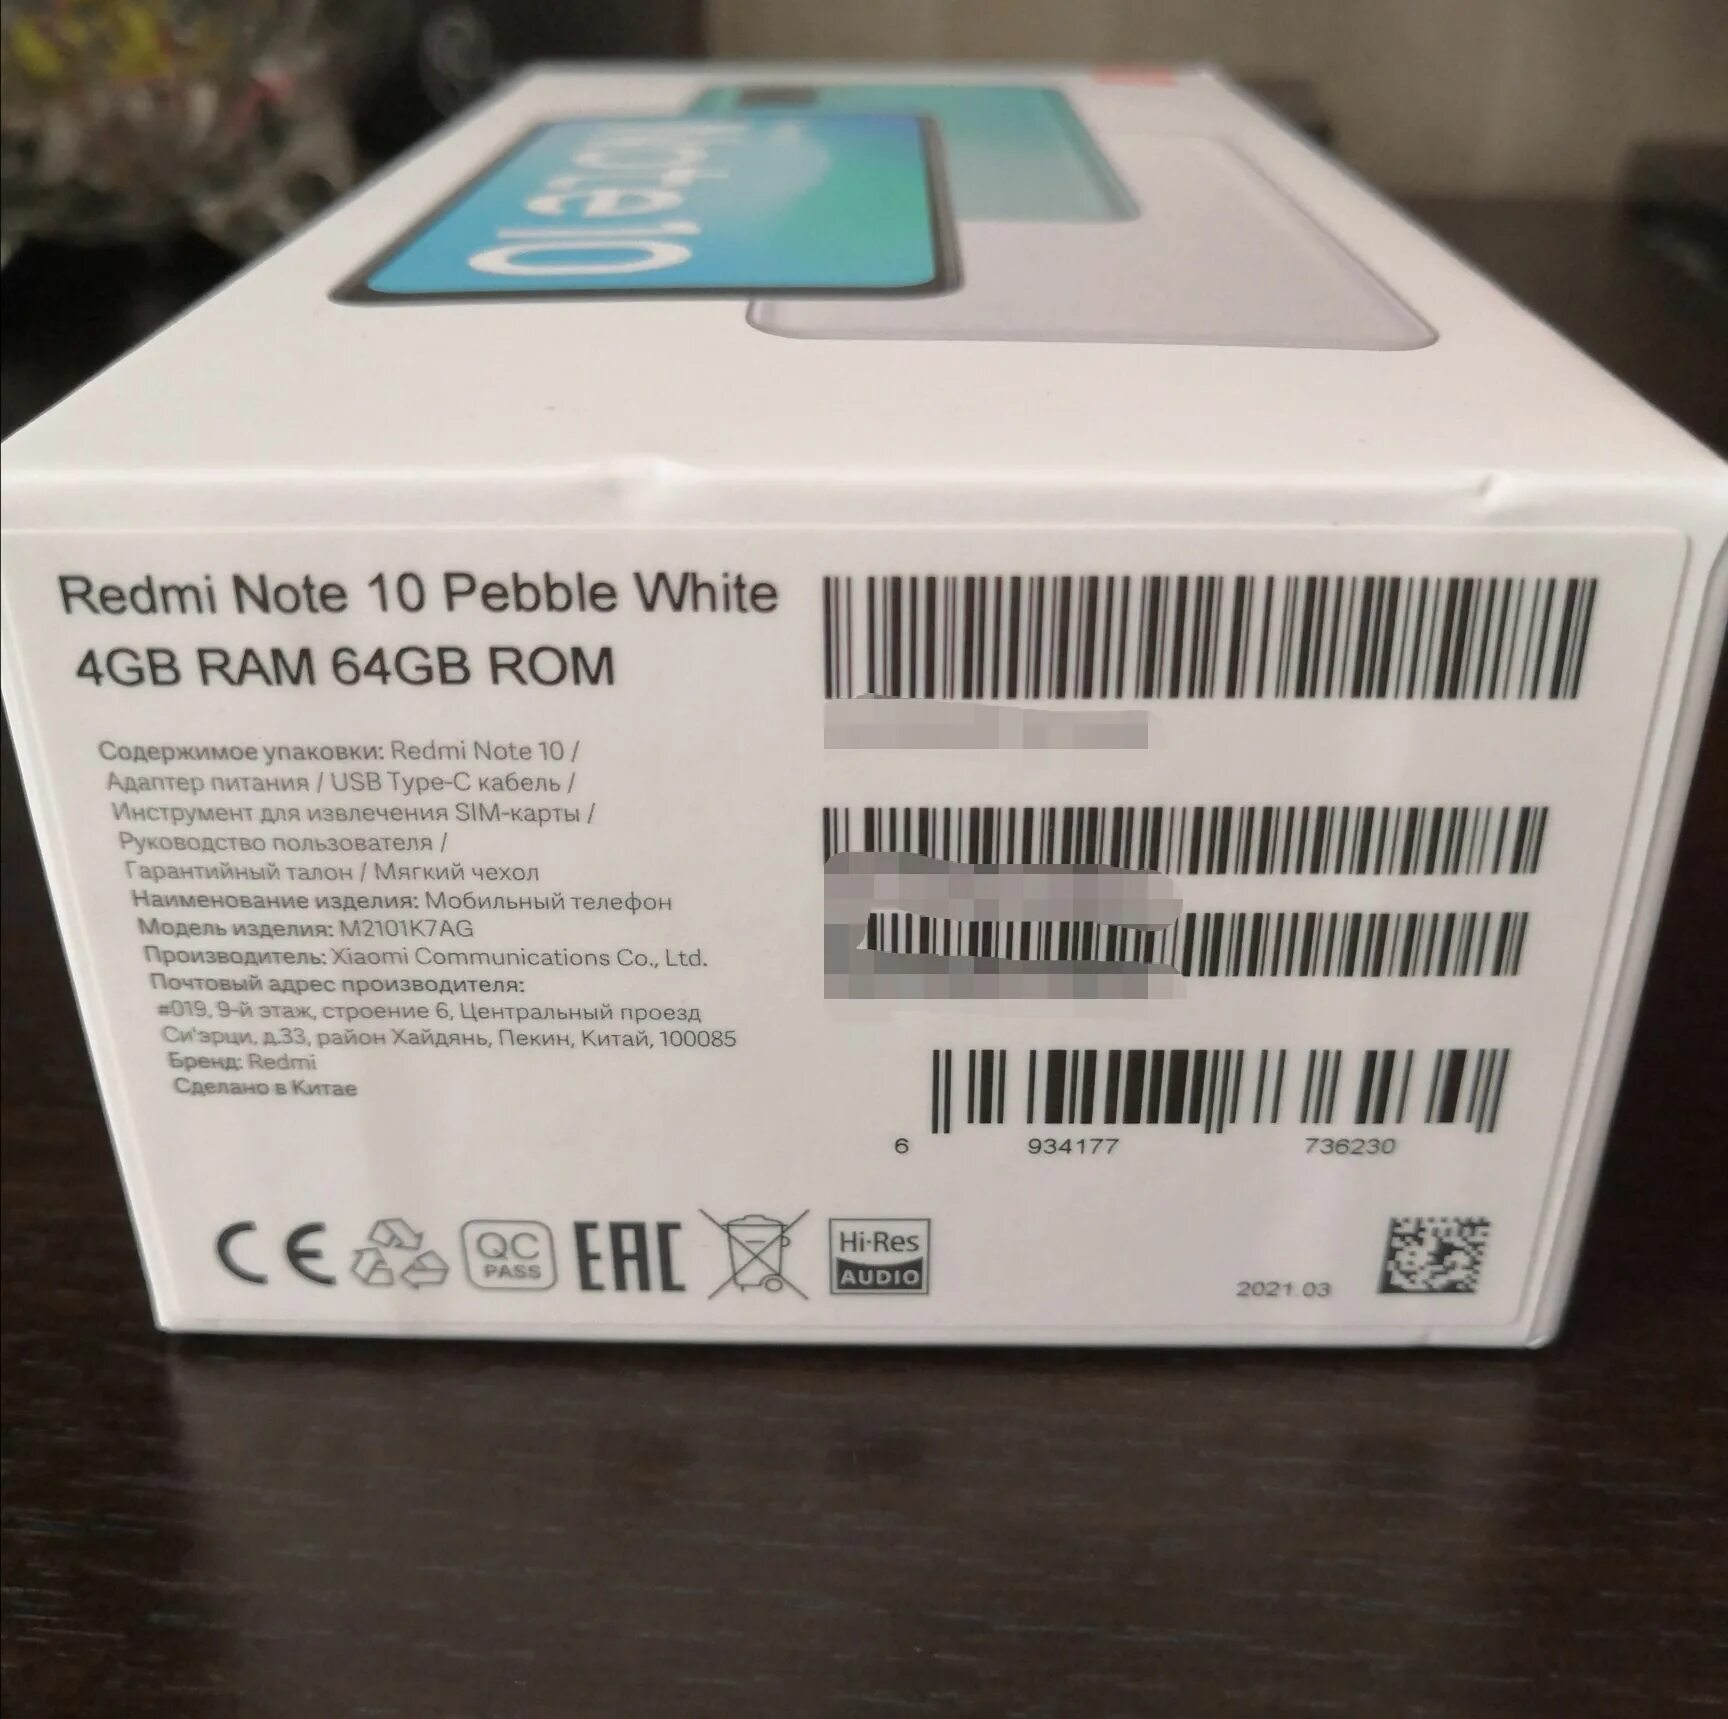 Note 10
Redmi Note 10 Pebble White
4GB RAM 64GB ROM
Содержимое упаковки: Redmi Note 10 /
Адаптер питания / USB Type-C кабель /
Инструмент для извлечения SIM-карты /
Руководство пользователя /
Гарантийный талон / Мягкий чехол
Наименование изделия: Мобильный телефон
Модель изделия: M2101K7AG
Производитель: Xiaomi Communications Co., Ltd.
Почтовый адрес производителя:
#019, 9-й этаж, строение 6, Центральный проезд
Си'эрци, д.33, район Хайдянь, Пекин, Китай, 100085
Бренд: Redmi
Сделано в Китае
6 934177 736230
CE QC PASS EAC Hi-Res AUDIO
2021.03